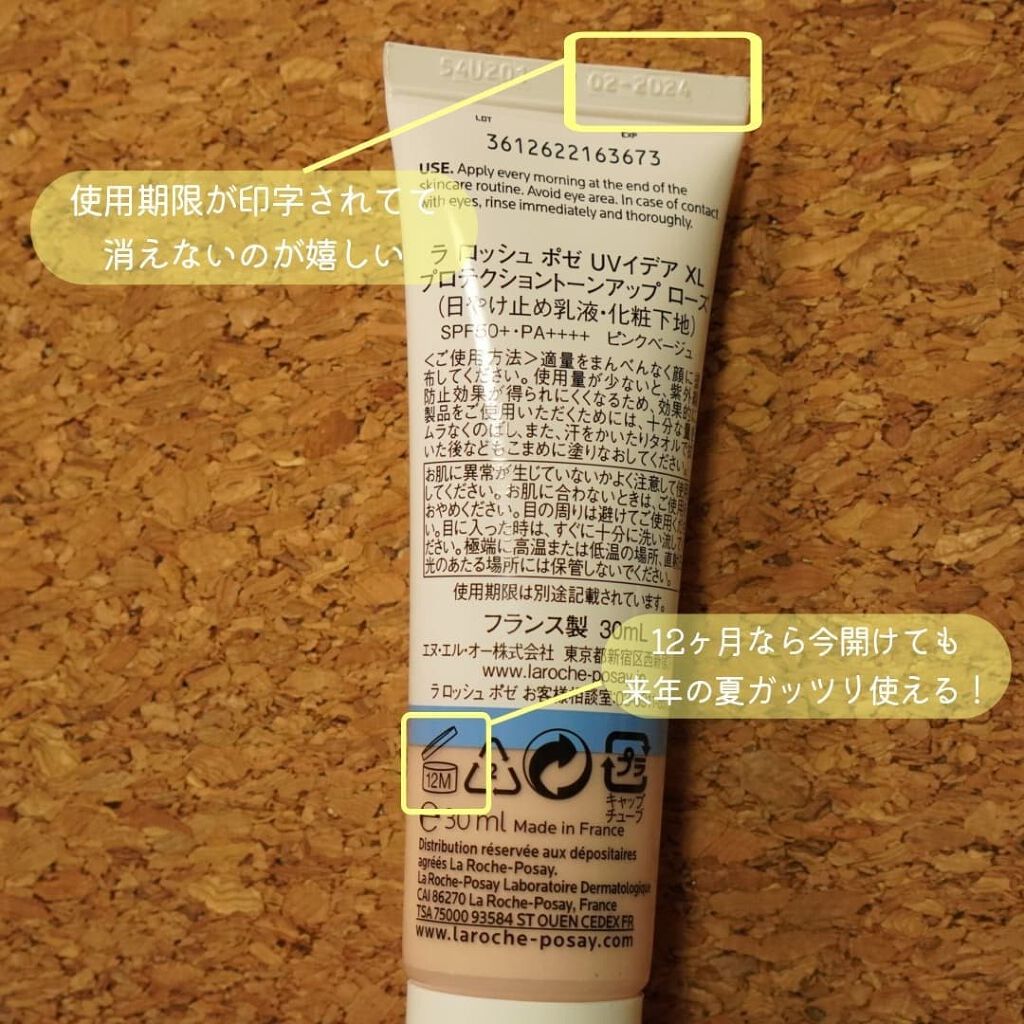 54U20
02-2024
LOT
EXP
3612622163673
USE. Apply every morning at the end of the
skincare routine. Avoid eye area. In case of contact
with eyes, rinse immediately and thoroughly.
使用期限が印字されてて
消えないのが嬉しい
ラ ロッシュ ポゼ UVイデア XL
プロテクショントーンアップ ローズ
(日やけ止め乳液・化粧下地)
SPF50+・PA++++ ピンクベージュ
<ご使用方法>適量をまんべんなく顔に
布してください。使用量が少ないと、紫外
防止効果が得られにくくなるため、効果的
製品をご使用いただくためには、十分な量
ムラなくのばし、また、汗をかいたりタオルで
いた後などもこまめに塗りなおしてください。
お肌に異常が生じていないかよく注意して使
してください。お肌に合わないときは、ご使用
おやめください。目の周りは避けてご使用くだ
い。目に入った時は、すぐに十分に洗い流して
ださい。極端に高温または低温の場所、直射
光のあたる場所には保管しないでください。
使用期限は別途記載されています。
フランス製 30mL
エヌ・エル・オー株式会社 東京都新宿区西新宿
www.laroche-posay.
ラ ロッシュ ポゼ お客様相談室:
12ヶ月なら今開けても
来年の夏ガッツリ使える!
12M
2
プラ
キャップ
チューブ
e 30 ml Made in France
Distribution réservée aux dépositaires
agréés La Roche-Posay.
La Roche-Posay Laboratoire Dermatologique
CAI 86270 La Roche-Posay, France
TSA 75000 93584 ST OUEN CEDEX FR
www.laroche-posay.com